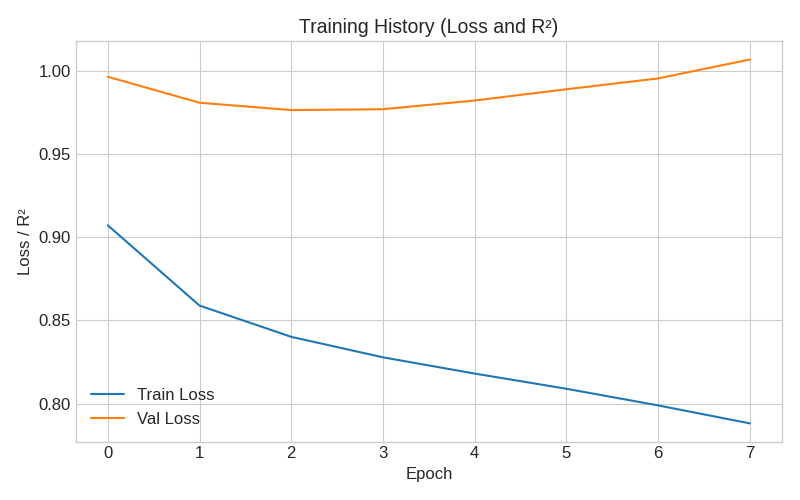 Training History (Loss and R²)
1.00
0.95
0.90
0.85
0.80
Loss / R²
Train Loss
Val Loss
0 1 2 3 4 5 6 7
Epoch